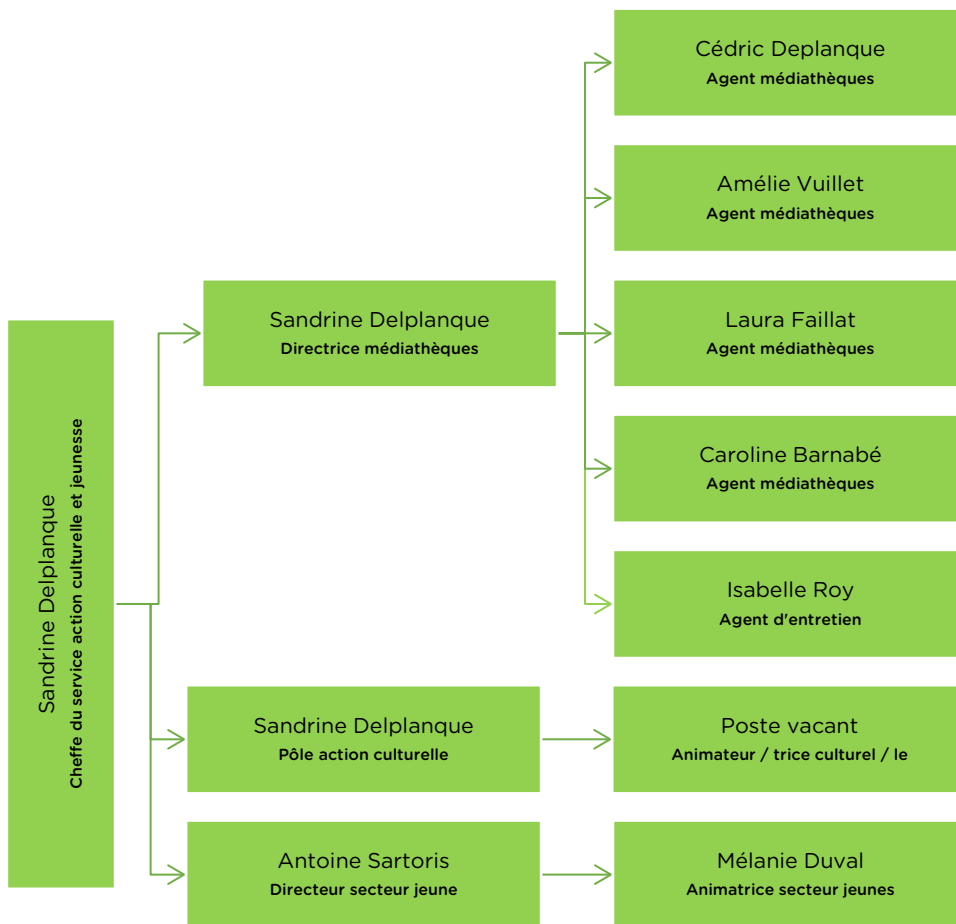 Sandrine Delplanque
Cheffe du service action culturelle et jeunesse
Sandrine Delplanque
Directrice médiathèques
Cédric Deplanque
Agent médiathèques
Amélie Vuillet
Agent médiathèques
Laura Faillat
Agent médiathèques
Caroline Barnabé
Agent médiathèques
Isabelle Roy
Agent d'entretien
Sandrine Delplanque
Pôle action culturelle
Poste vacant
Animateur / trice culturel / le
Antoine Sartoris
Directeur secteur jeune
Mélanie Duval
Animatrice secteur jeunes